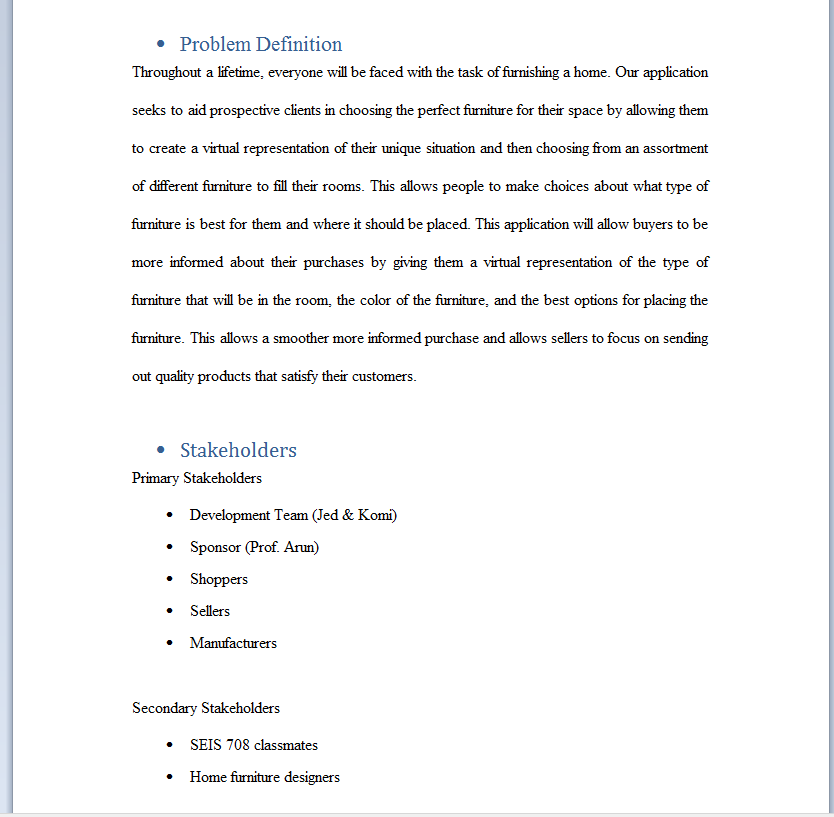 • Problem Definition
Throughout a lifetime, everyone will be faced with the task of furnishing a home. Our application
seeks to aid prospective clients in choosing the perfect furniture for their space by allowing them
to create a virtual representation of their unique situation and then choosing from an assortment
of different furniture to fill their rooms. This allows people to make choices about what type of
furniture is best for them and where it should be placed. This application will allow buyers to be
more informed about their purchases by giving them a virtual representation of the type of
furniture that will be in the room, the color of the furniture, and the best options for placing the
furniture. This allows a smoother more informed purchase and allows sellers to focus on sending
out quality products that satisfy their customers.
• Stakeholders
Primary Stakeholders
• Development Team (Jed & Komi)
• Sponsor (Prof. Arun)
• Shoppers
• Sellers
• Manufacturers
Secondary Stakeholders
• SEIS 708 classmates
• Home furniture designers